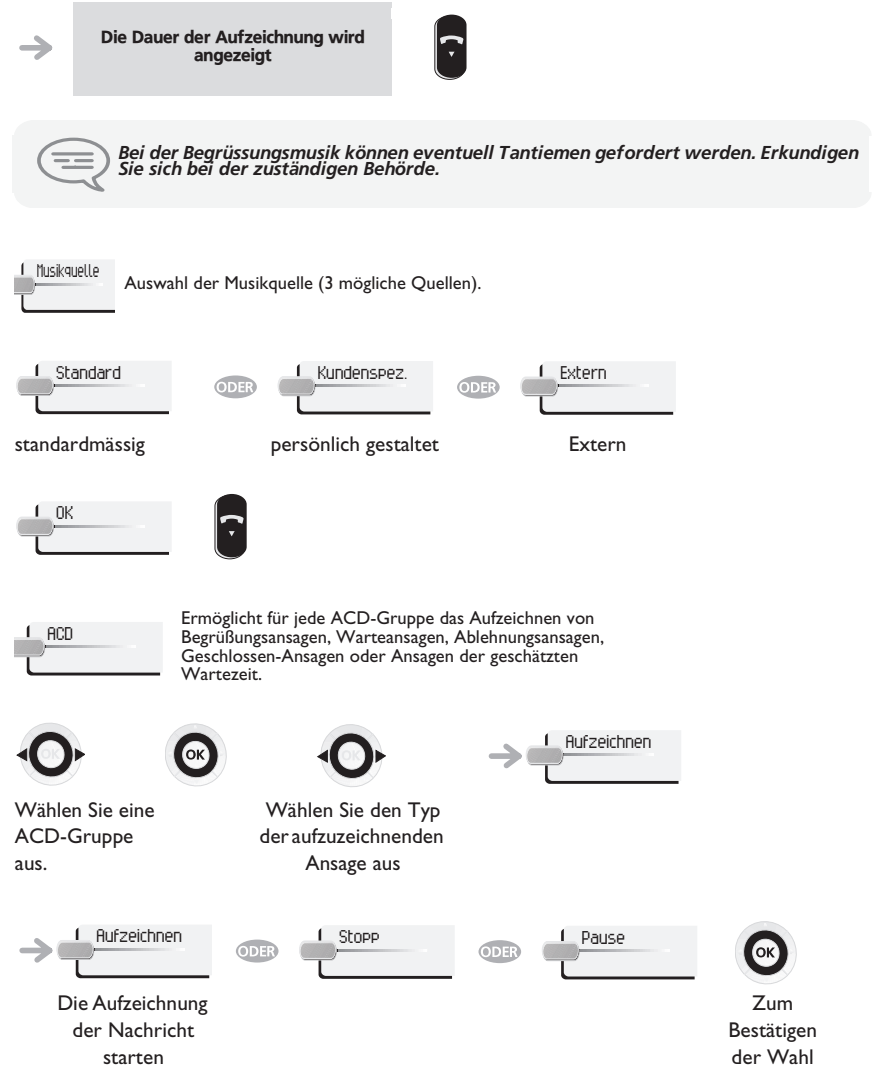 Die Dauer der Aufzeichnung wird
angezeigt
Bei der Begrüssungsmusik können eventuell Tantiemen gefordert werden. Erkundigen
Sie sich bei der zuständigen Behörde.
Musikquelle
Auswahl der Musikquelle (3 mögliche Quellen).
Standard
ODER
Kundenspez.
ODER
Extern
standardmässig
persönlich gestaltet
Extern
OK
ACD
Ermöglicht für jede ACD-Gruppe das Aufzeichnen von
Begrüßungsansagen, Warteansagen, Ablehnungsansagen,
Geschlossen-Ansagen oder Ansagen der geschätzten
Wartezeit.
OK
OK
OK
Aufzeichnen
Wählen Sie eine
ACD-Gruppe
aus.
Wählen Sie den Typ
der aufzuzeichnenden
Ansage aus
Aufzeichnen
ODER
Stopp
ODER
Pause
OK
Die Aufzeichnung
der Nachricht
starten
Zum
Bestätigen
der Wahl